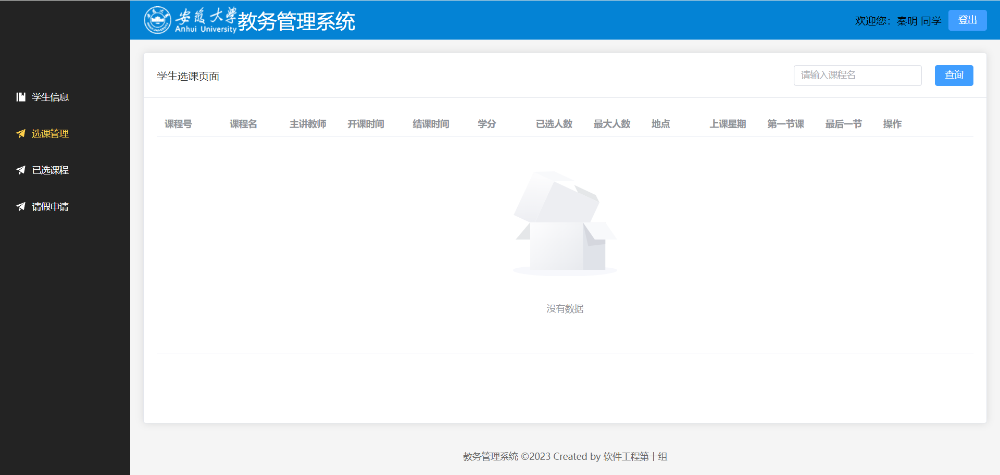 安徽大学
Anhui University
教务管理系统
欢迎您：秦明 同学
登出
学生信息
选课管理
已选课程
请假申请
学生选课页面
请输入课程名
查询
课程号 课程名 主讲教师 开课时间 结课时间 学分 已选人数 最大人数 地点 上课星期 第一节课 最后一节 操作
没有数据
教务管理系统 ©2023 Created by 软件工程第十组